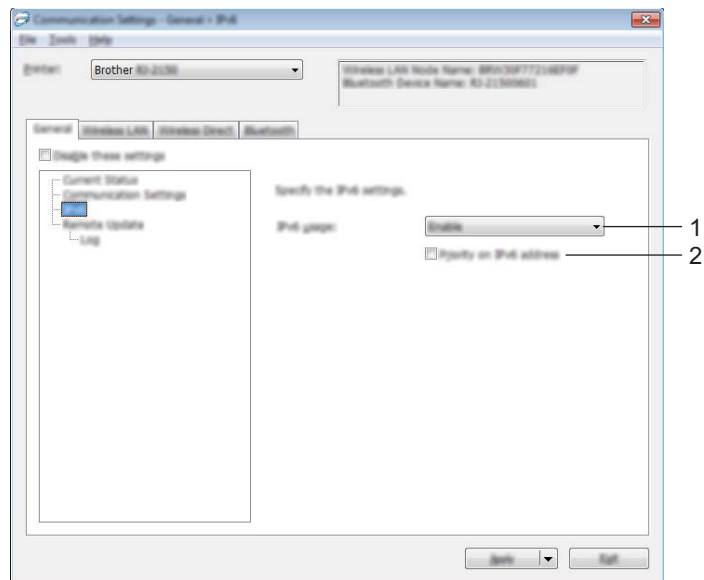 Communication Settings - General > IPv6
File Tools Help
Printer: Brother RJ-2150
Wireless LAN Node Name:
Bluetooth Device Name:
General Wireless LAN Wireless Direct Bluetooth
Disable these settings
Current Status
Communication Settings
IPv6
Remote Update
Log
Specify the IPv6 settings.
IPv6 usage: Enable 1
Priority on IPv6 address 2
Apply Exit